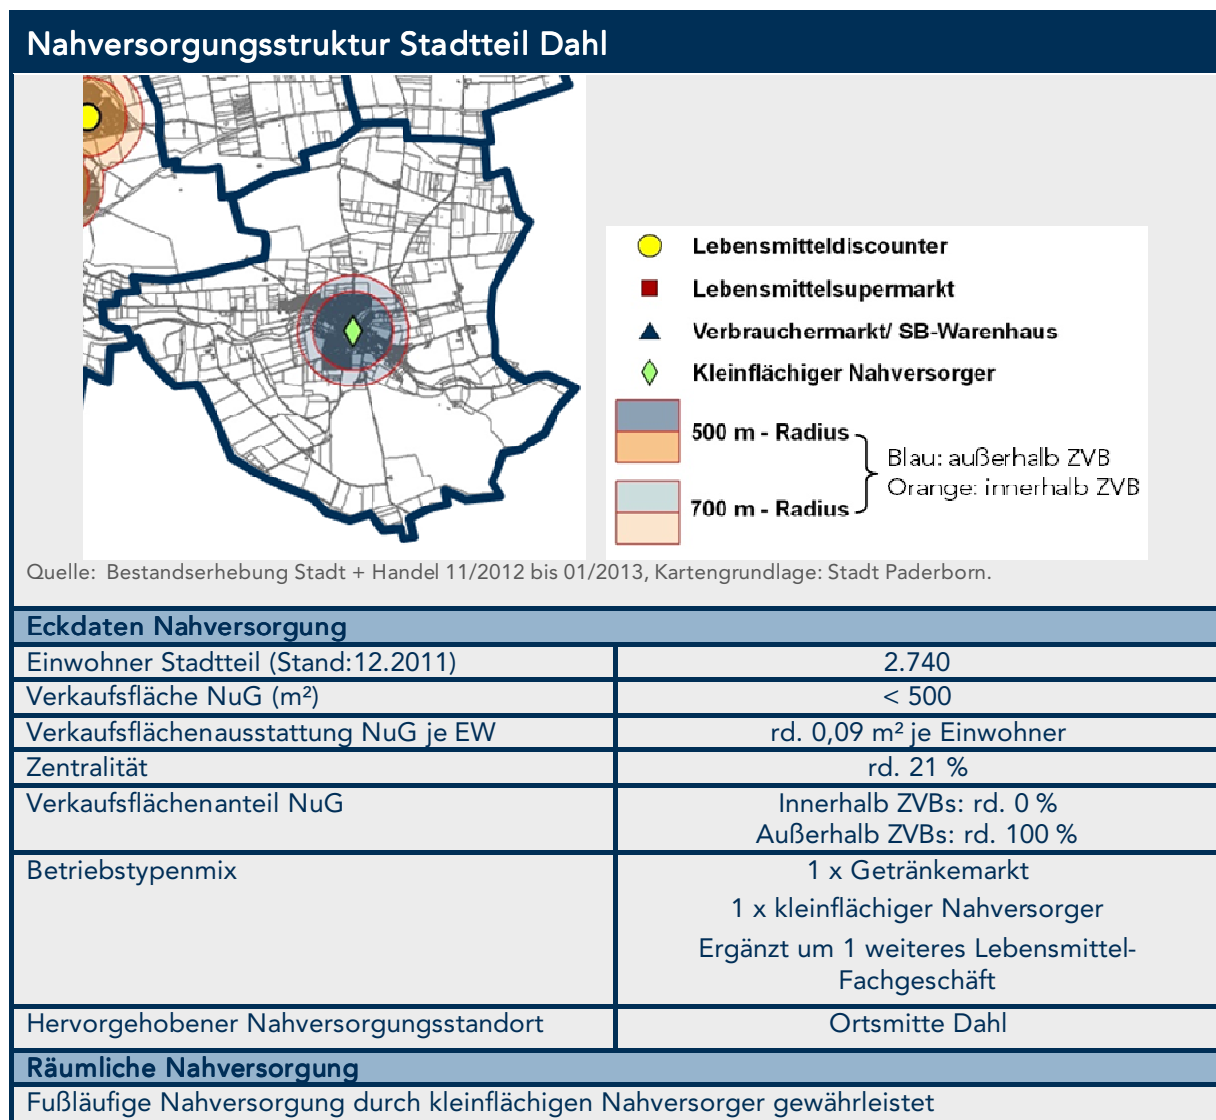 Nahversorgungsstruktur Stadtteil Dahl
Lebensmitteldiscounter
Lebensmittelsupermarkt
Verbrauchermarkt/ SB-Warenhaus
Kleinflächiger Nahversorger
500 m - Radius
Blau: außerhalb ZVB
Orange: innerhalb ZVB
700 m - Radius
Quelle: Bestandserhebung Stadt + Handel 11/2012 bis 01/2013, Kartengrundlage: Stadt Paderborn.
Eckdaten Nahversorgung
Einwohner Stadtteil (Stand:12.2011) 2.740
Verkaufsfläche NuG (m²) < 500
Verkaufsflächenausstattung NuG je EW rd. 0,09 m² je Einwohner
Zentralität rd. 21 %
Verkaufsflächenanteil NuG Innerhalb ZVBs: rd. 0 %
Außerhalb ZVBs: rd. 100 %
Betriebstypenmix 1 x Getränkemarkt
1 x kleinflächiger Nahversorger
Ergänzt um 1 weiteres Lebensmittel-
Fachgeschäft
Hervorgehobener Nahversorgungsstandort Ortsmitte Dahl
Räumliche Nahversorgung
Fußläufige Nahversorgung durch kleinflächigen Nahversorger gewährleistet